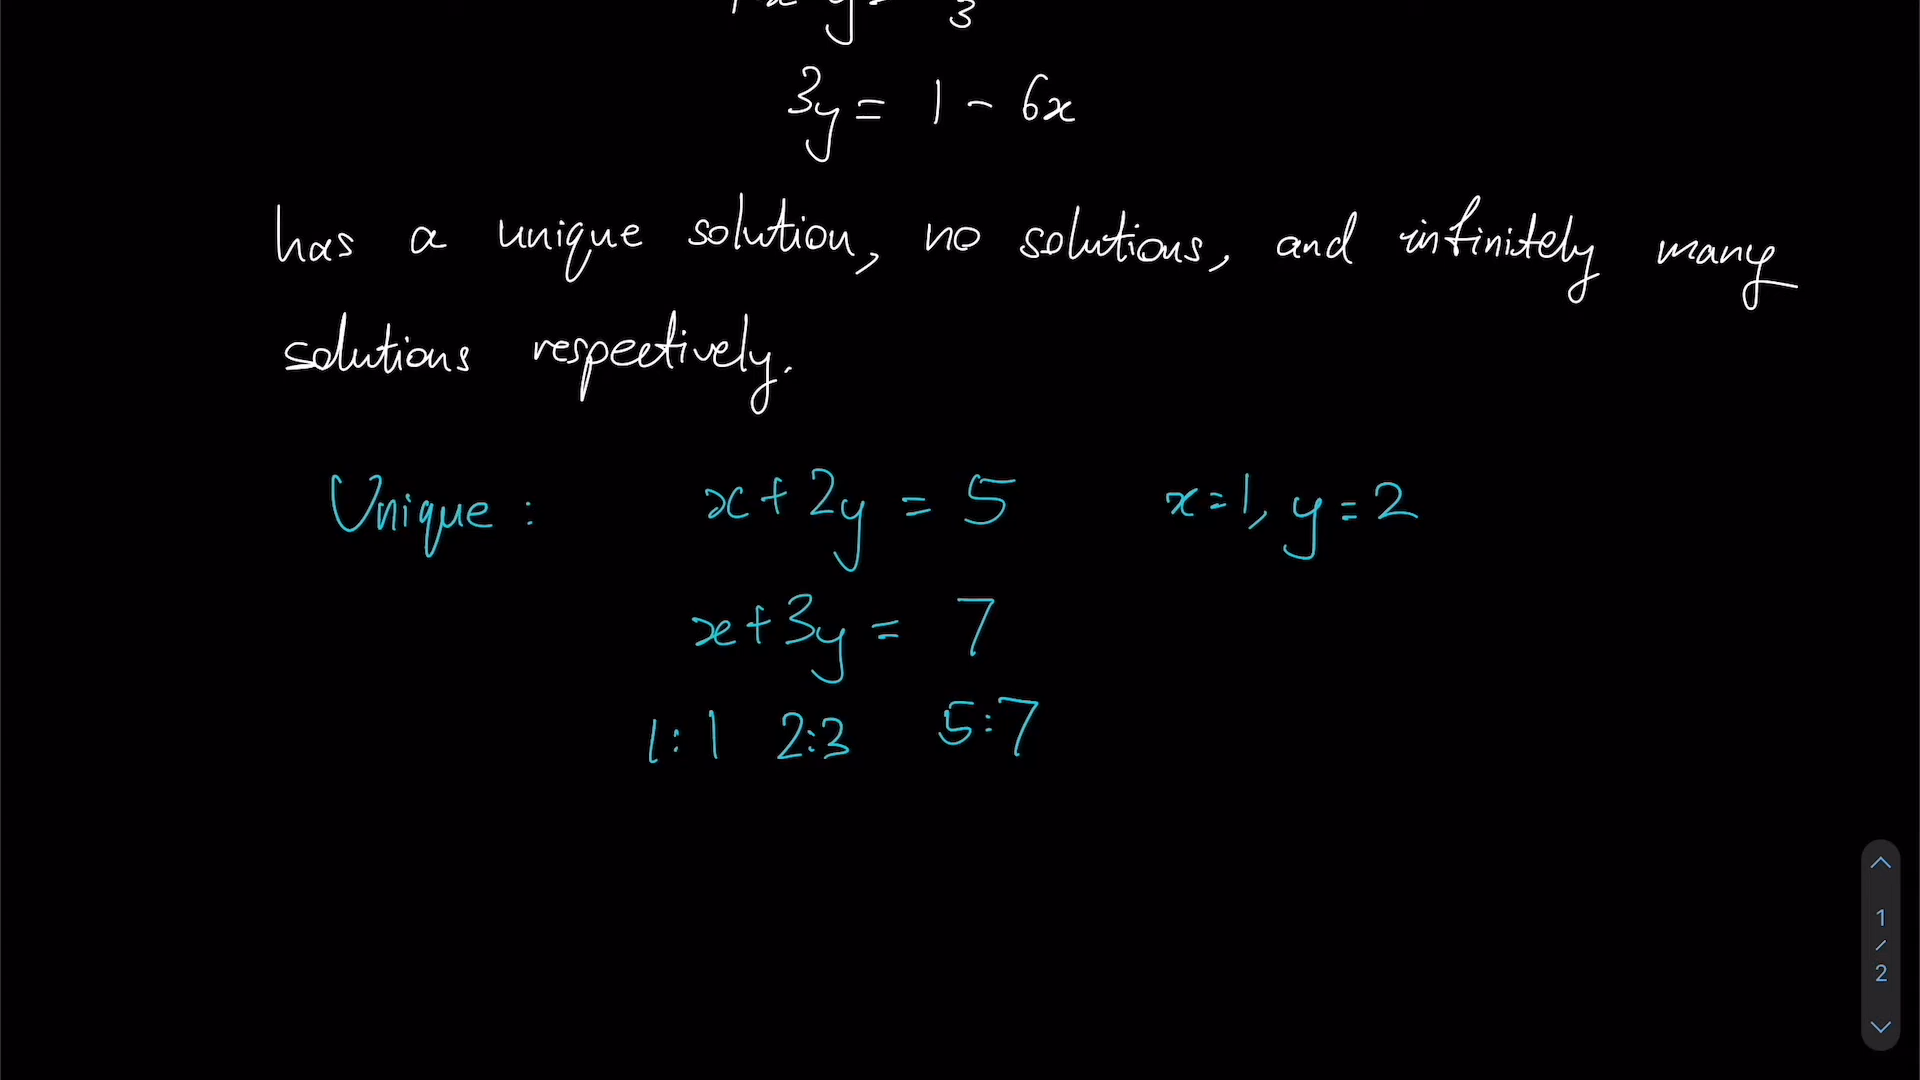 y = 3
3y = 1 - 6x
has a unique solution, no solutions, and infinitely many
solutions respectively.
Unique : x + 2y = 5 x = 1, y = 2
x + 3y = 7
1:1 2:3 5:7
1
/
2